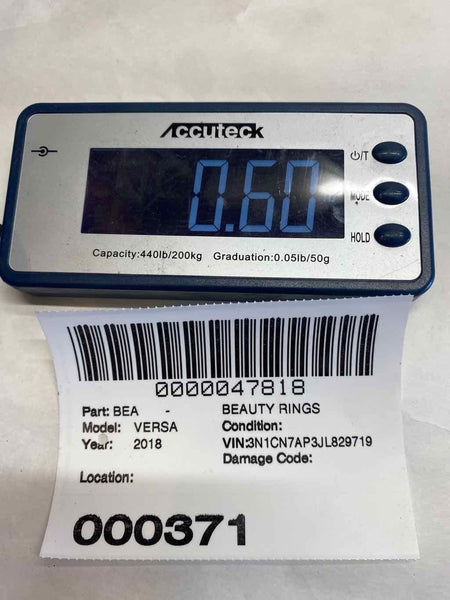 Accuteck
0.60
⏻/T
MODE
HOLD
Capacity:440lb/200kg Graduation:0.05lb/50g
0000047818
Part: BEA - BEAUTY RINGS
Model: VERSA Condition:
Year: 2018 VIN:3N1CN7AP3JL829719
Damage Code:
Location:
000371